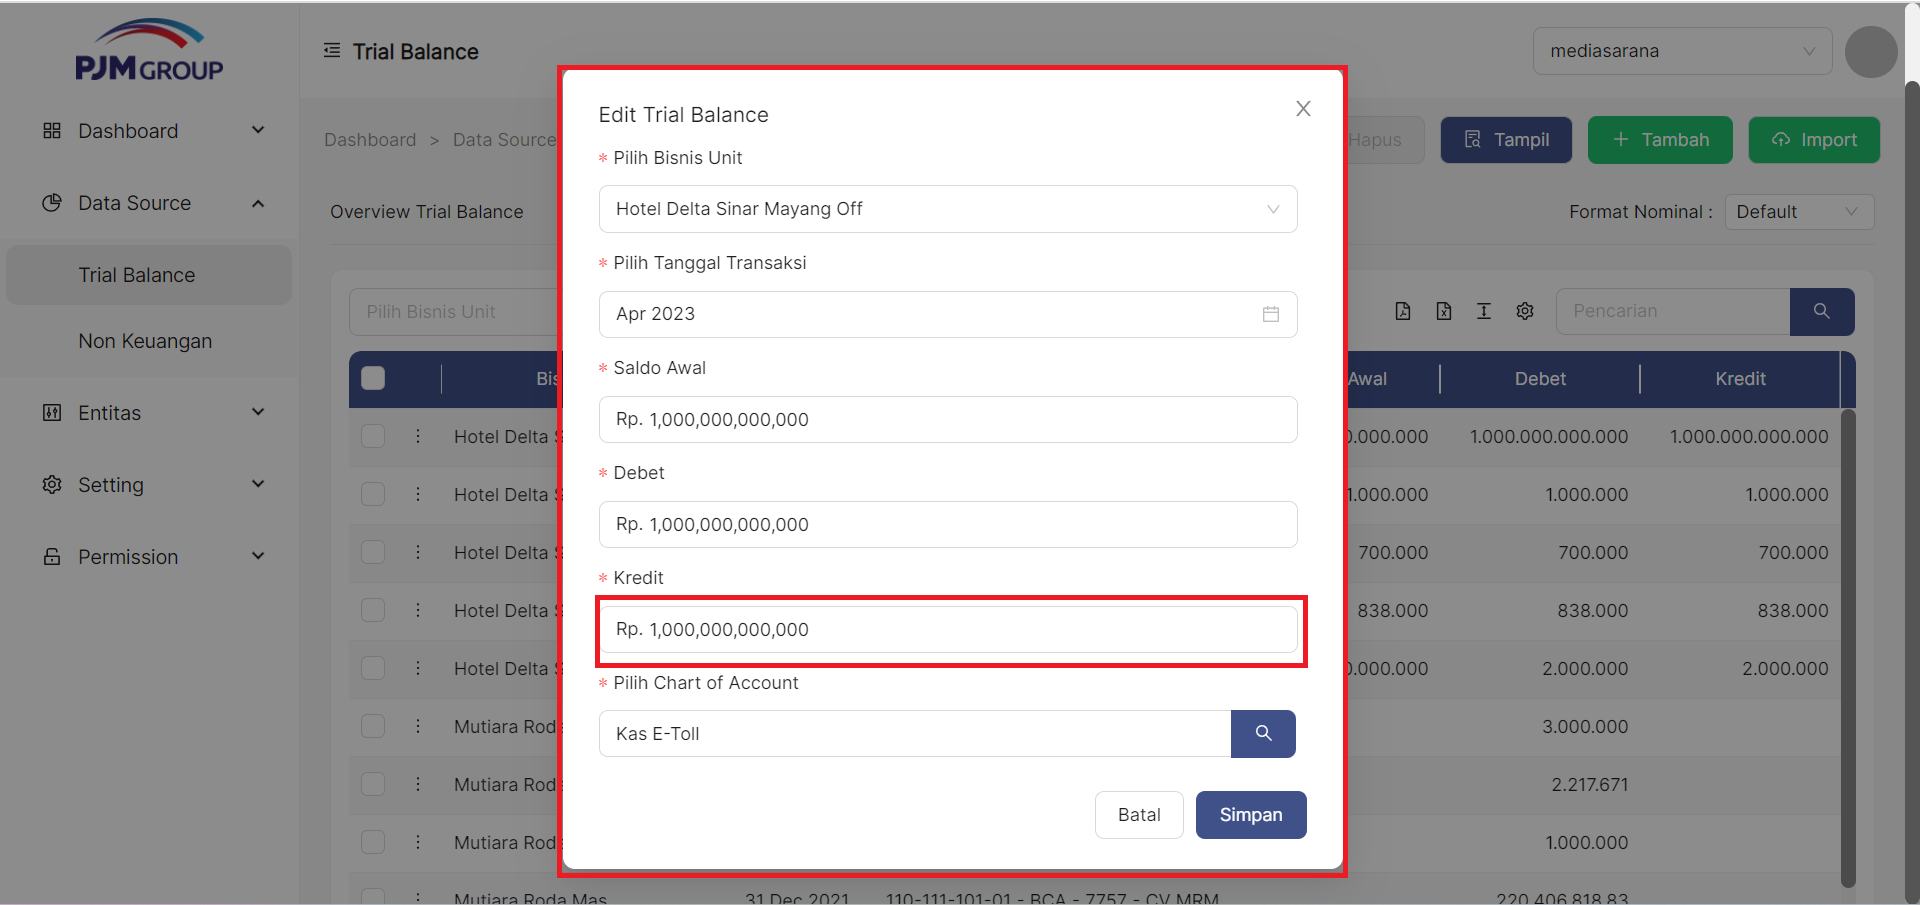 PJM GROUP
Trial Balance
mediasarana
Dashboard
Data Source
Trial Balance
Non Keuangan
Entitas
Setting
Permission
Dashboard > Data Source
Hapus
Tampil
Tambah
Import
Overview Trial Balance
Format Nominal :
Default
Pilih Bisnis Unit
Pencarian
Bis
Awal
Debet
Kredit
Hotel Delta S
0.000.000
1.000.000.000.000
1.000.000.000.000
Hotel Delta S
1.000.000
1.000.000
1.000.000
Hotel Delta S
700.000
700.000
700.000
Hotel Delta S
838.000
838.000
838.000
Hotel Delta S
0.000.000
2.000.000
2.000.000
Mutiara Roda
3.000.000
Mutiara Roda
2.217.671
Mutiara Roda
1.000.000
Mutiara Roda Mas
31 Dec 2021
110-111-101-01 - BCA - 7757 - CV MRM
220.406.818,83
Edit Trial Balance
* Pilih Bisnis Unit
Hotel Delta Sinar Mayang Off
* Pilih Tanggal Transaksi
Apr 2023
* Saldo Awal
Rp. 1,000,000,000,000
* Debet
Rp. 1,000,000,000,000
* Kredit
Rp. 1,000,000,000,000
* Pilih Chart of Account
Kas E-Toll
Batal
Simpan